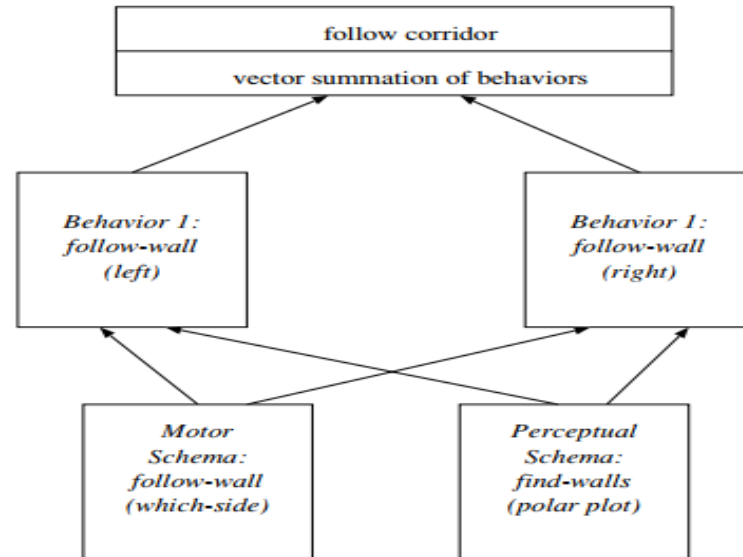 follow corridor
vector summation of behaviors
Behavior 1:
follow-wall
(left)
Behavior 1:
follow-wall
(right)
Motor
Schema:
follow-wall
(which-side)
Perceptual
Schema:
find-walls
(polar plot)